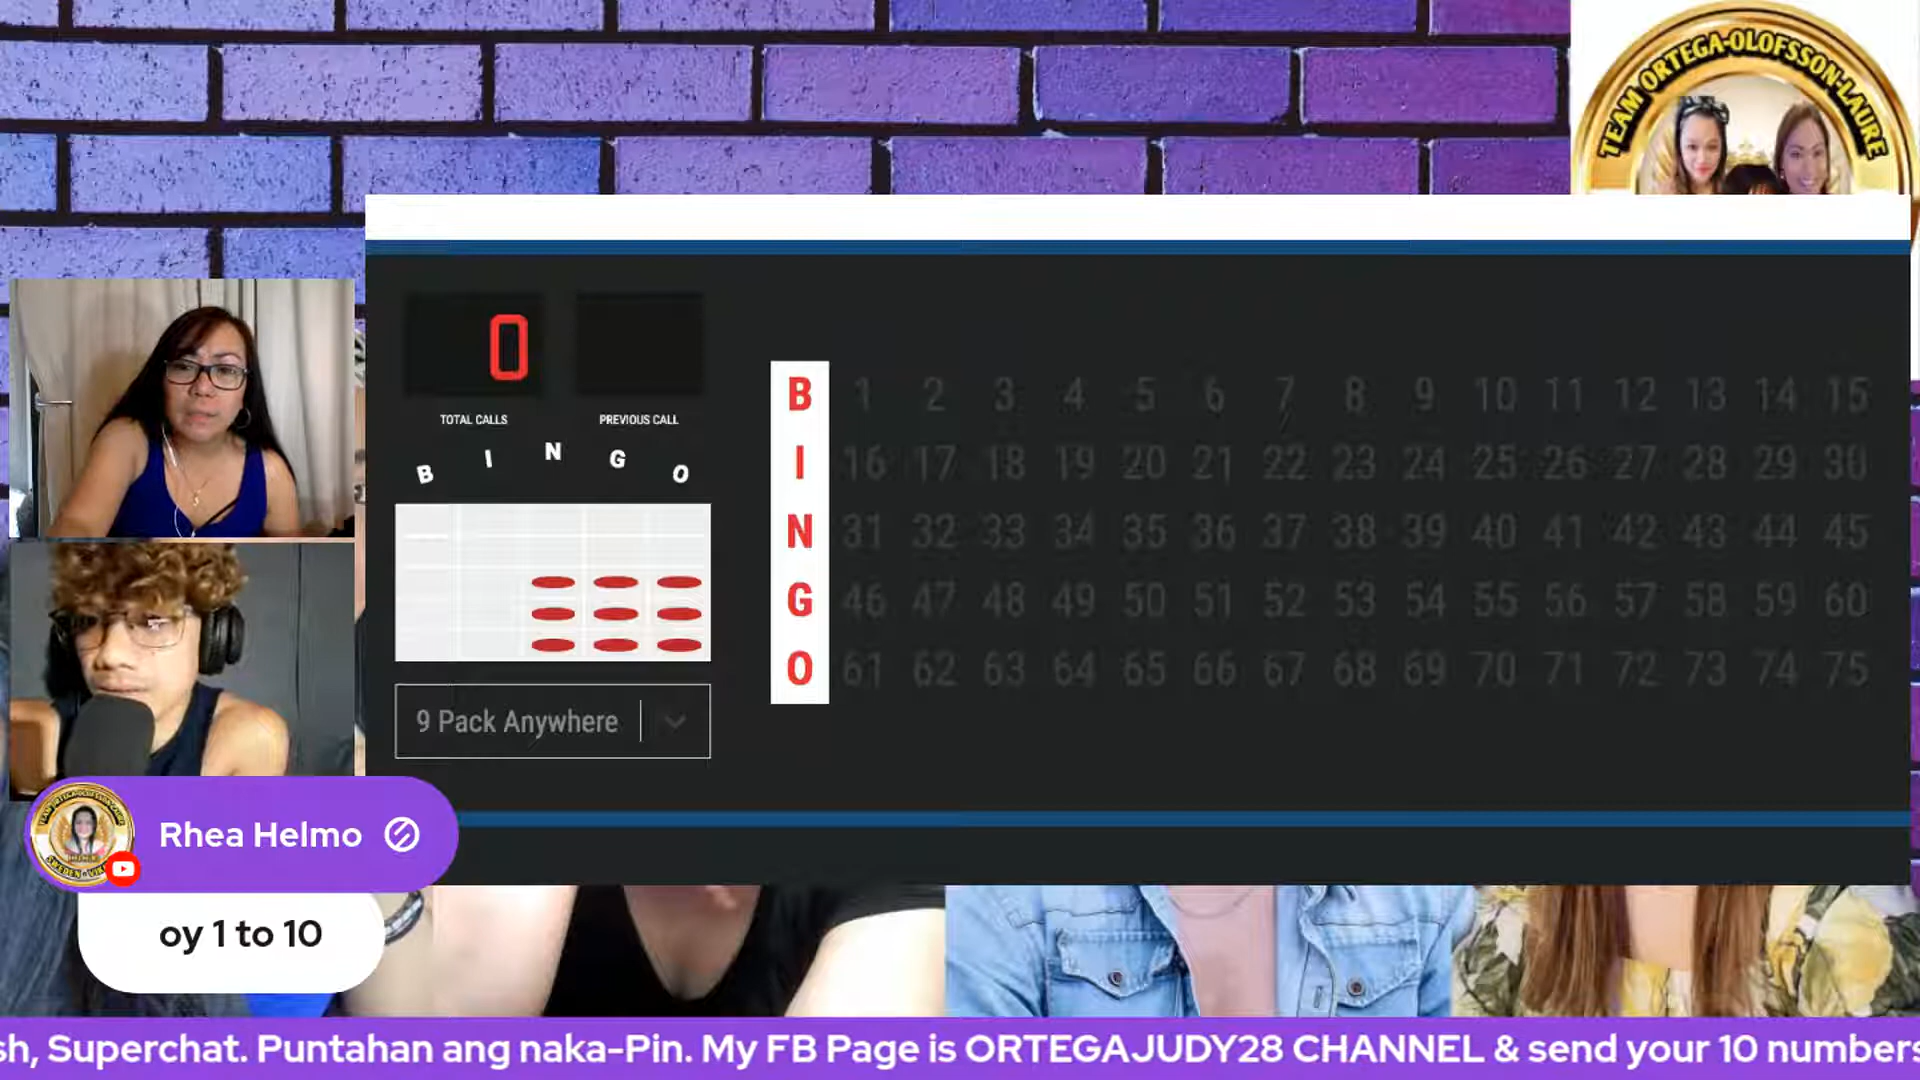 TEAM ORTEGA-OLOFSSON-LAURE
0
TOTAL CALLS
PREVIOUS CALL
B I N G O
9 Pack Anywhere
B 1 2 3 4 5 6 7 8 9 10 11 12 13 14 15
I 16 17 18 19 20 21 22 23 24 25 26 27 28 29 30
N 31 32 33 34 35 36 37 38 39 40 41 42 43 44 45
G 46 47 48 49 50 51 52 53 54 55 56 57 58 59 60
O 61 62 63 64 65 66 67 68 69 70 71 72 73 74 75
Rhea Helmo
oy 1 to 10
sh, Superchat. Puntahan ang naka-Pin. My FB Page is ORTEGAJUDY28 CHANNEL & send your 10 numbers